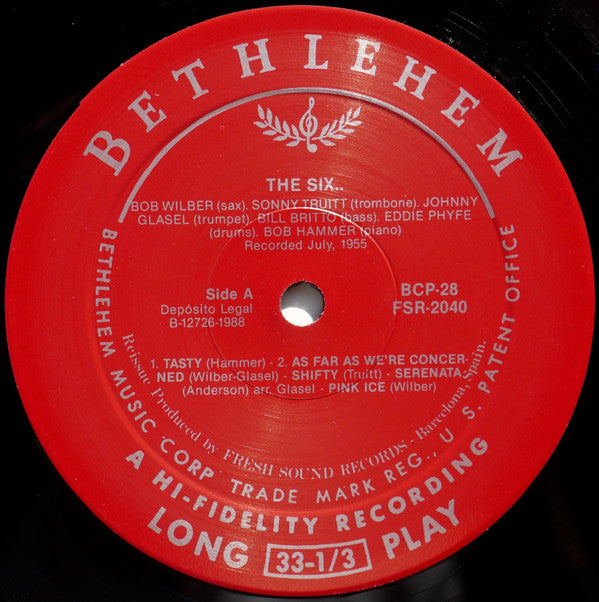 BETHLEHEM
THE SIX..
BOB WILBER (sax). SONNY TRUITT (trombone). JOHNNY
GLASEL (trumpet). BILL BRITTO (bass). EDDIE PHYFE
(drums). BOB HAMMER (piano)
Recorded July, 1955
Side A
Depósito Legal
B-12726-1988
BCP-28
FSR-2040
1. TASTY (Hammer) - 2. AS FAR AS WE'RE CONCER-
NED (Wilber-Glasel) - SHIFTY (Truitt) - SERENATA
(Anderson) arr. Glasel - PINK ICE (Wilber)
Reissue Produced by FRESH SOUND RECORDS - Barcelona, Spain.
BETHLEHEM MUSIC CORP. TRADE MARK REG., U S. PATENT OFFICE
A HI-FIDELITY RECORDING
LONG 33-1/3 PLAY